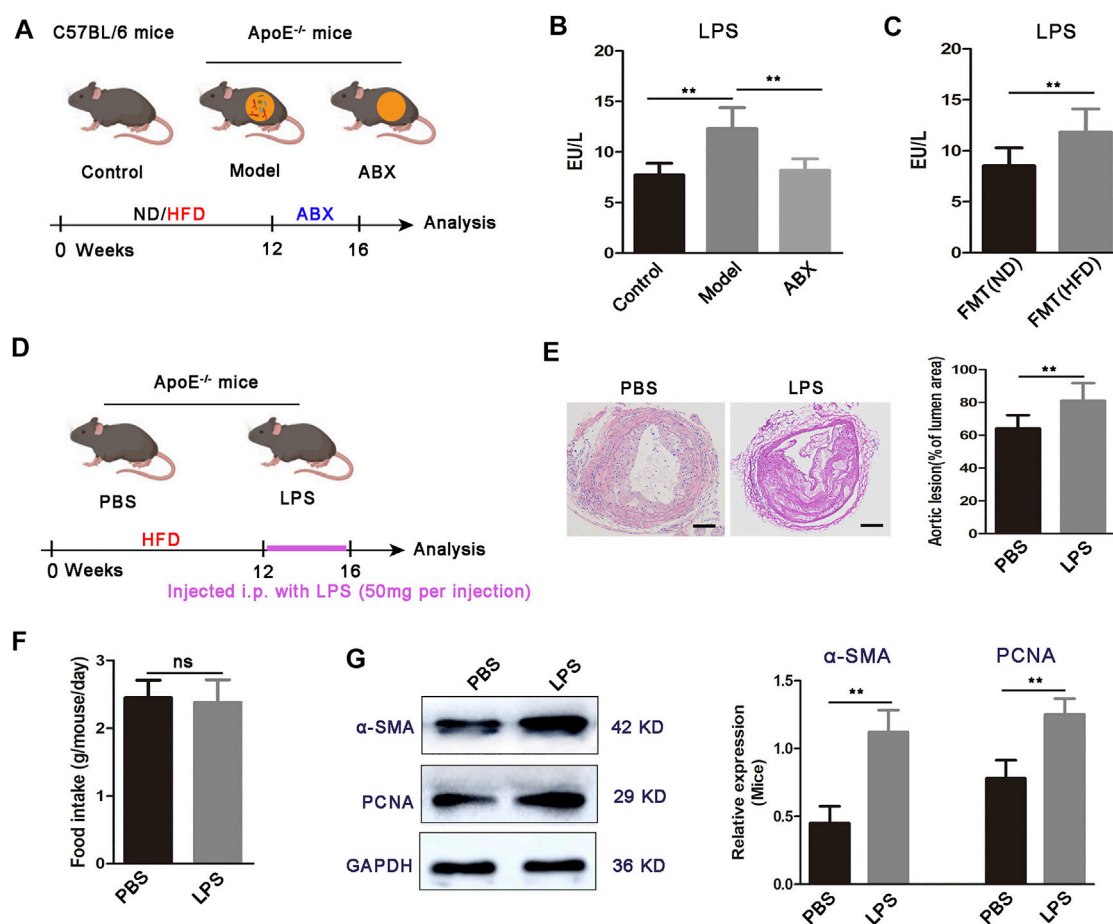 A
C57BL/6 mice
ApoE-/- mice
Control
Model
ABX
ND/HFD
ABX
Analysis
0 Weeks
12
16
B
LPS
EU/L
20
15
10
5
0
**
**
Control
Model
ABX
C
LPS
EU/L
20
15
10
5
0
**
FMT(ND)
FMT(HFD)
D
ApoE-/- mice
PBS
LPS
HFD
Analysis
0 Weeks
12
16
Injected i.p. with LPS (50mg per injection)
E
PBS
LPS
Aortic lesion(% of lumen area)
100
80
60
40
20
0
**
PBS
LPS
F
Food intake (g/mouse/day)
3
2
1
0
ns
PBS
LPS
G
PBS
LPS
α-SMA
42 KD
PCNA
29 KD
GAPDH
36 KD
α-SMA
PCNA
Relative expression
(Mice)
1.5
1.0
0.5
0.0
**
**
PBS
LPS
PBS
LPS